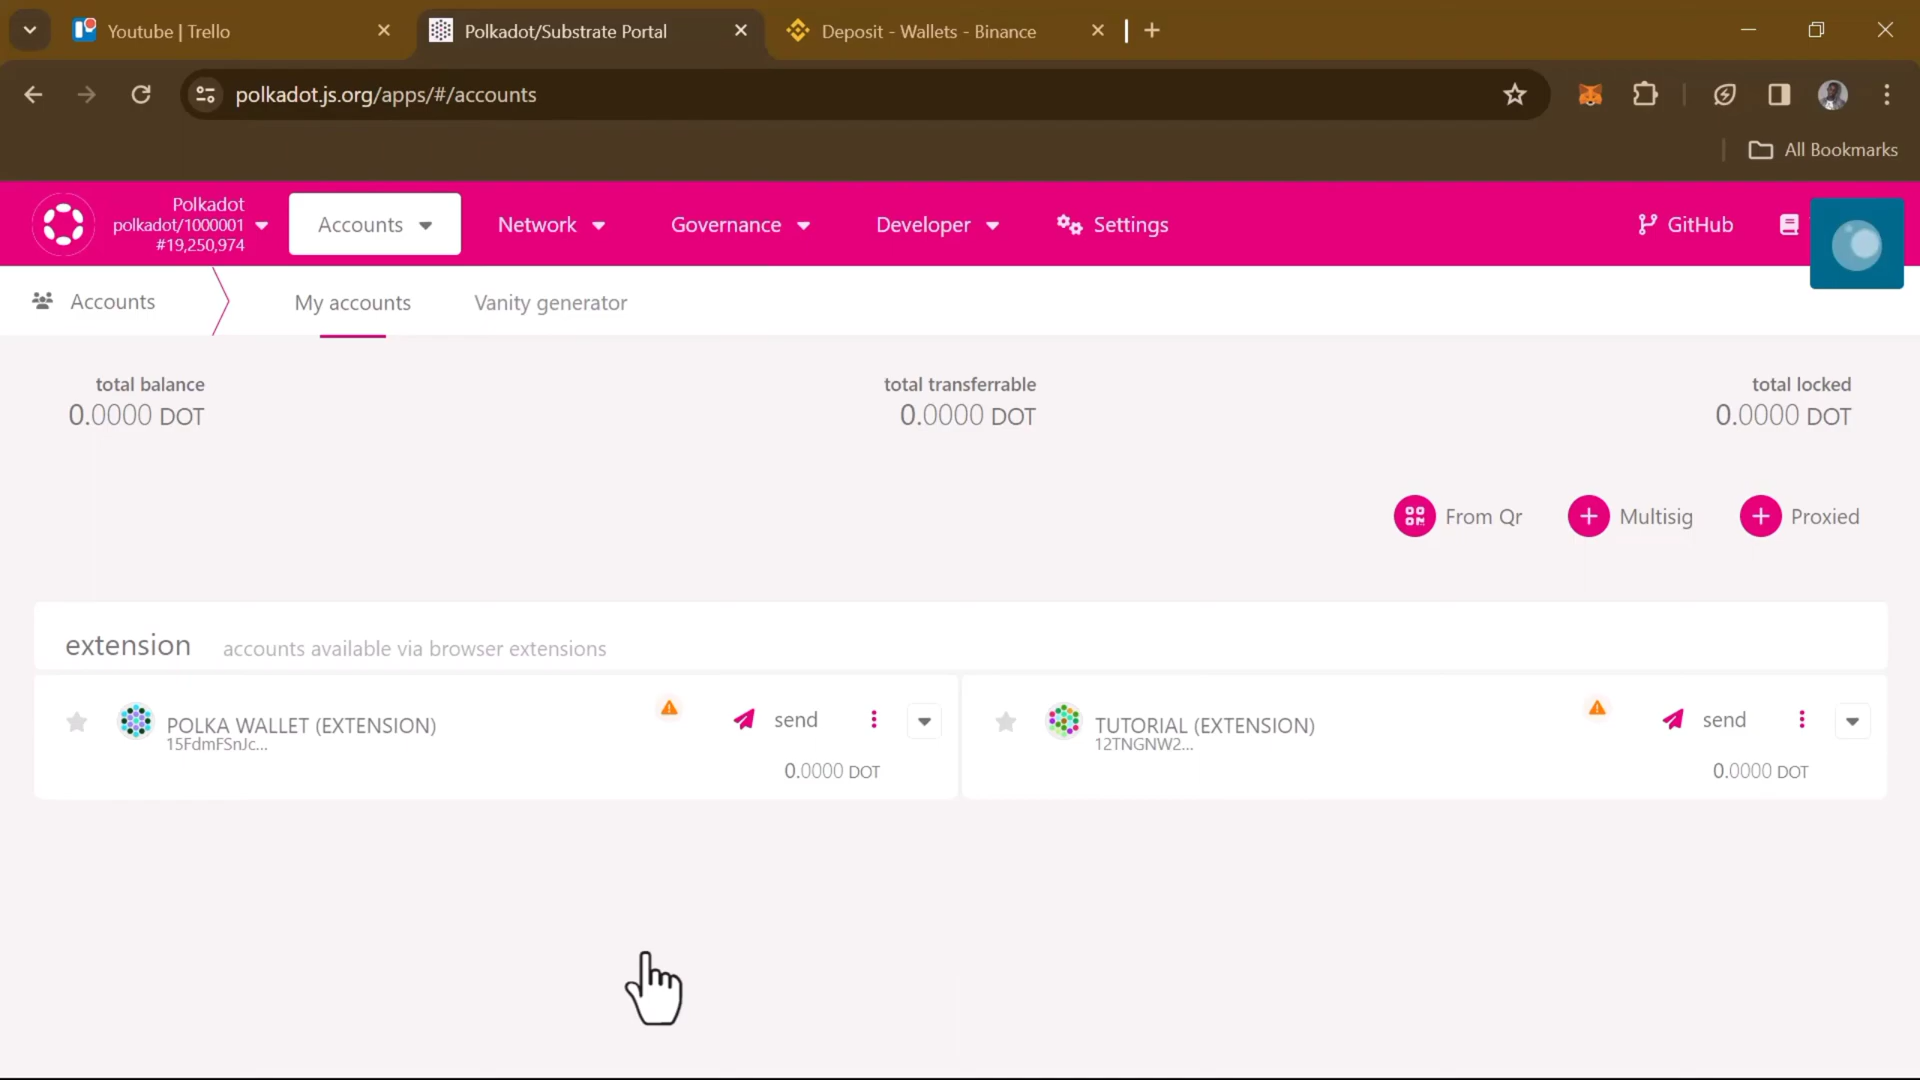 Youtube | Trello
Polkadot/Substrate Portal
Deposit - Wallets - Binance
polkadot.js.org/apps/#/accounts
All Bookmarks
Polkadot
polkadot/1000001
#19,250,974
Accounts
Network
Governance
Developer
Settings
GitHub
Accounts
My accounts
Vanity generator
total balance
0.0000 DOT
total transferrable
0.0000 DOT
total locked
0.0000 DOT
From Qr
Multisig
Proxied
extension accounts available via browser extensions
POLKA WALLET (EXTENSION)
15FdmFSnJc...
send
0.0000 DOT
TUTORIAL (EXTENSION)
12TNGNW2...
send
0.0000 DOT